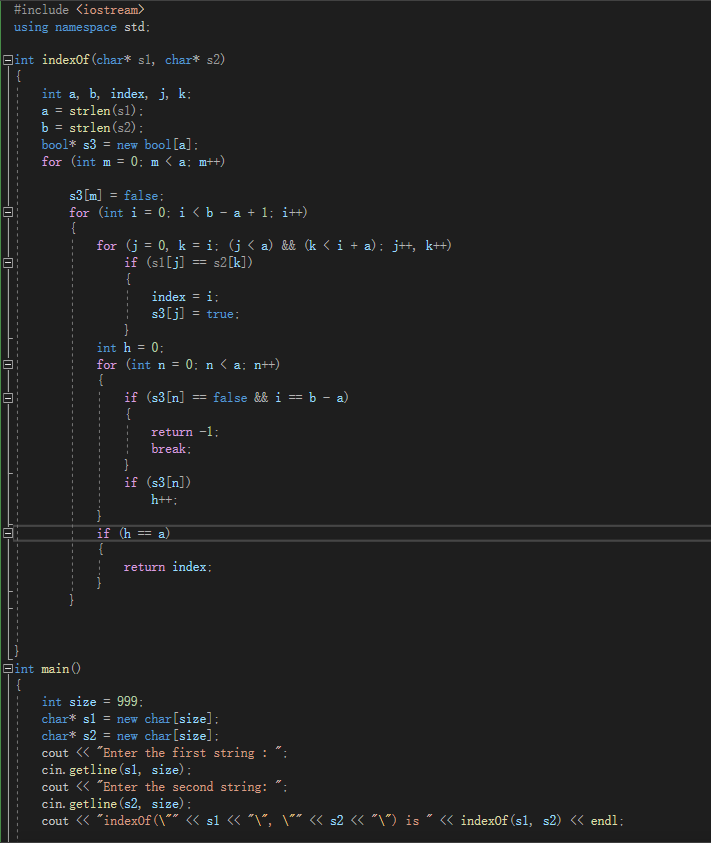 #include <iostream>
using namespace std;
int indexOf(char* s1, char* s2)
{
int a, b, index, j, k;
a = strlen(s1);
b = strlen(s2);
bool* s3 = new bool[a];
for (int m = 0; m < a; m++)
s3[m] = false;
for (int i = 0; i < b - a + 1; i++)
{
for (j = 0, k = i; (j < a) && (k < i + a); j++, k++)
if (s1[j] == s2[k])
{
index = i;
s3[j] = true;
}
int h = 0;
for (int n = 0; n < a; n++)
{
if (s3[n] == false && i == b - a)
{
return -1;
break;
}
if (s3[n])
h++;
}
if (h == a)
{
return index;
}
}
}
int main()
{
int size = 999;
char* s1 = new char[size];
char* s2 = new char[size];
cout << "Enter the first string : ";
cin.getline(s1, size);
cout << "Enter the second string: ";
cin.getline(s2, size);
cout << "indexOf(\"" << s1 << "\", \"" << s2 << "\") is " << indexOf(s1, s2) << endl;